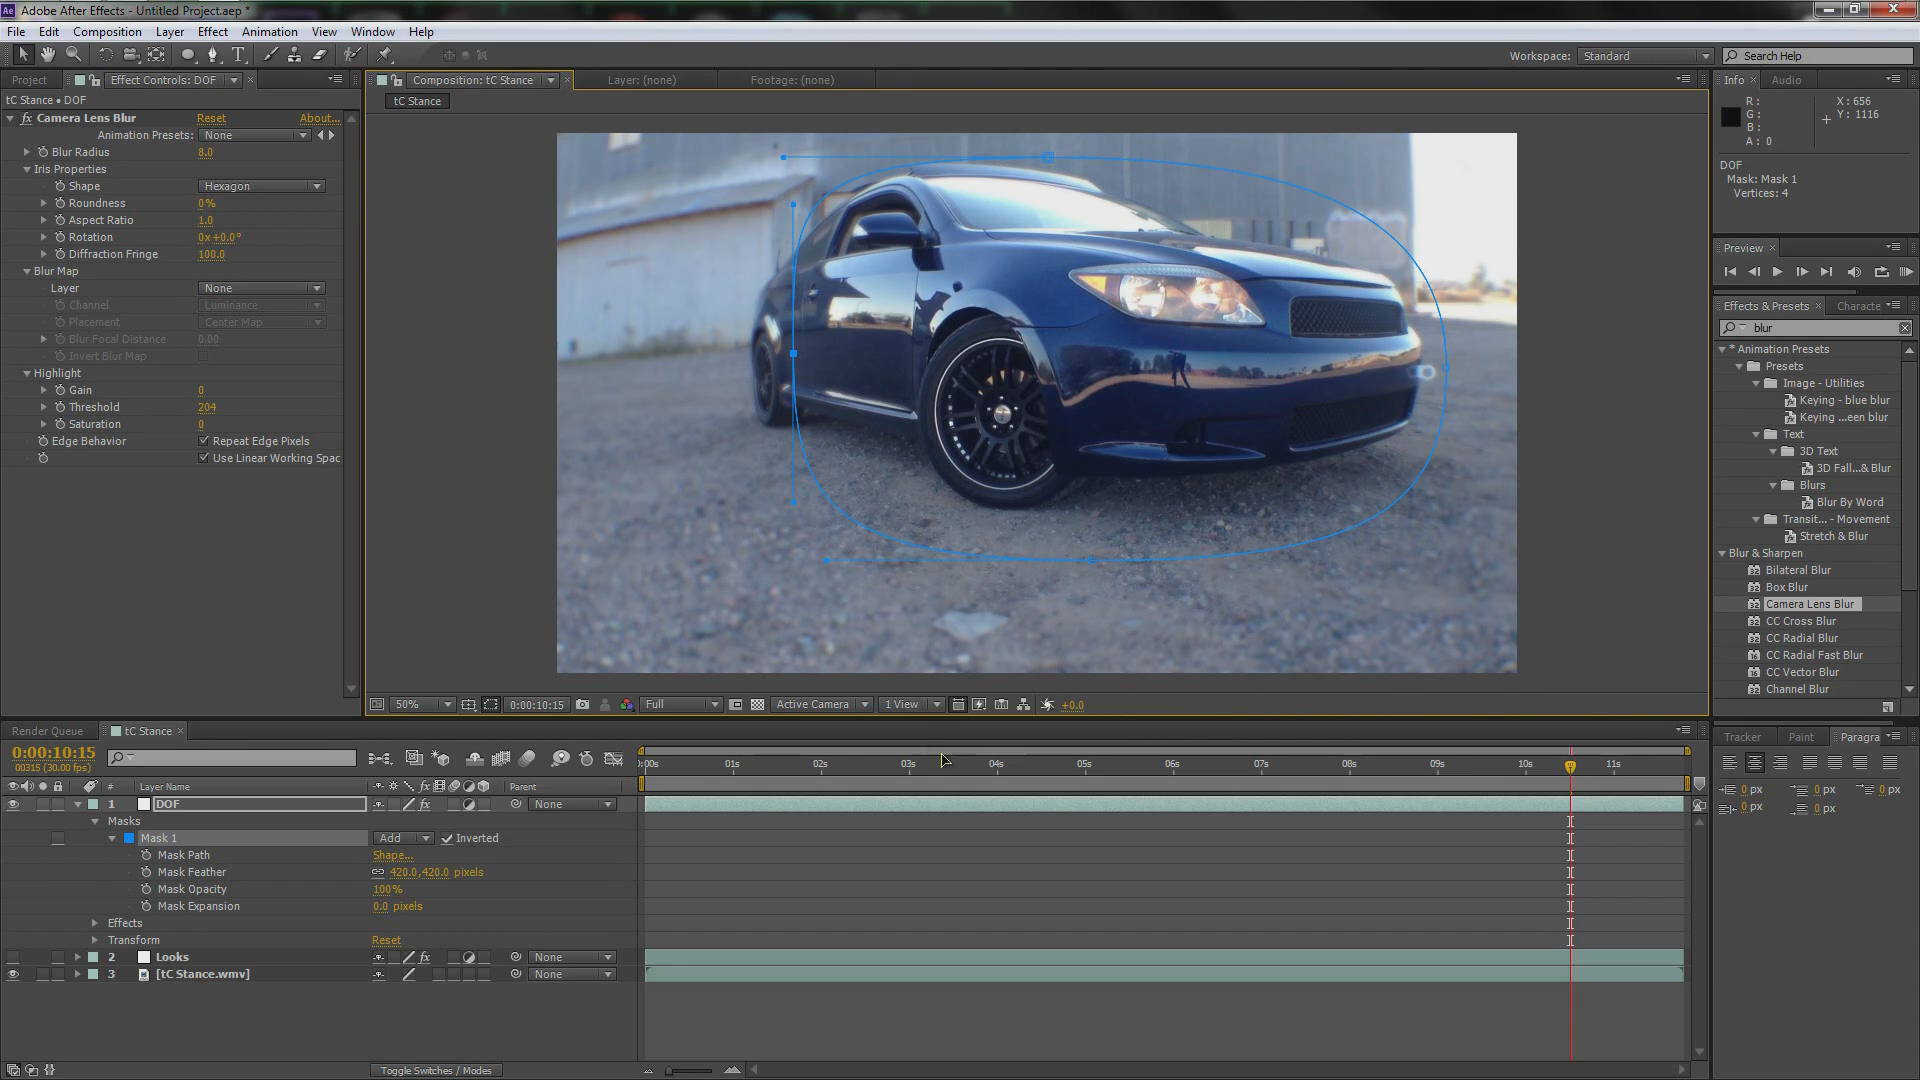 Adobe After Effects - Untitled Project.aep *
File Edit Composition Layer Effect Animation View Window Help
Workspace: Standard Search Help
Project Effect Controls: DOF Composition: tC Stance Layer: (none) Footage: (none) Info Audio
tC Stance • DOF
tC Stance
fx Camera Lens Blur Reset About...
Animation Presets: None
Blur Radius 8.0
Iris Properties
Shape Hexagon
Roundness 0%
Aspect Ratio 1.0
Rotation 0x+0.0°
Diffraction Fringe 100.0
Blur Map
Layer None
Channel Luminance
Placement Center Map
Blur Focal Distance 0.00
Invert Blur Map
Highlight
Gain 0
Threshold 204
Saturation 0
Edge Behavior Repeat Edge Pixels
Use Linear Working Spac
R: X: 656
G: Y: 1116
B:
A: 0
DOF
Mask: Mask 1
Vertices: 4
Preview
Effects & Presets Characte
blur
* Animation Presets
Presets
Image - Utilities
Keying - blue blur
Keying ...een blur
Text
3D Text
3D Fall...& Blur
Blurs
Blur By Word
Transit... - Movement
Stretch & Blur
Blur & Sharpen
Bilateral Blur
Box Blur
Camera Lens Blur
CC Cross Blur
CC Radial Blur
CC Radial Fast Blur
CC Vector Blur
Channel Blur
50% 0:00:10:15 Full Active Camera 1 View +0.0
Render Queue tC Stance
0:00:10:15
00315 (30.00 fps)
:00s 01s 02s 03s 04s 05s 06s 07s 08s 09s 10s 11s
# Layer Name Parent
1 DOF fx None
Masks
Mask 1 Add Inverted
Mask Path Shape...
Mask Feather 420.0,420.0 pixels
Mask Opacity 100%
Mask Expansion 0.0 pixels
Effects
Transform Reset
2 Looks fx None
3 [tC Stance.wmv] None
Toggle Switches / Modes
Tracker Paint Paragra
0 px 0 px 0 px
0 px 0 px